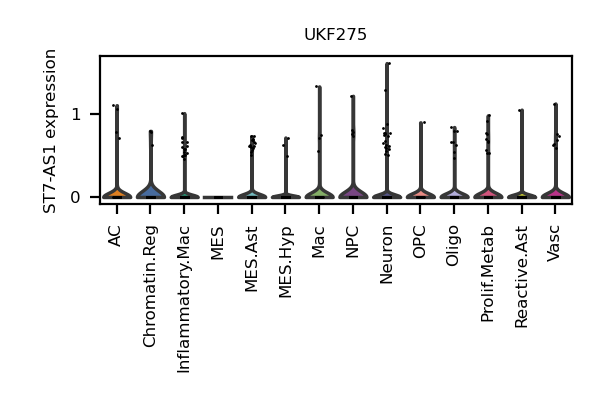 UKF275
ST7-AS1 expression
1
0
AC
Chromatin.Reg
Inflammatory.Mac
MES
MES.Ast
MES.Hyp
Mac
NPC
Neuron
OPC
Oligo
Prolif.Metab
Reactive.Ast
Vasc